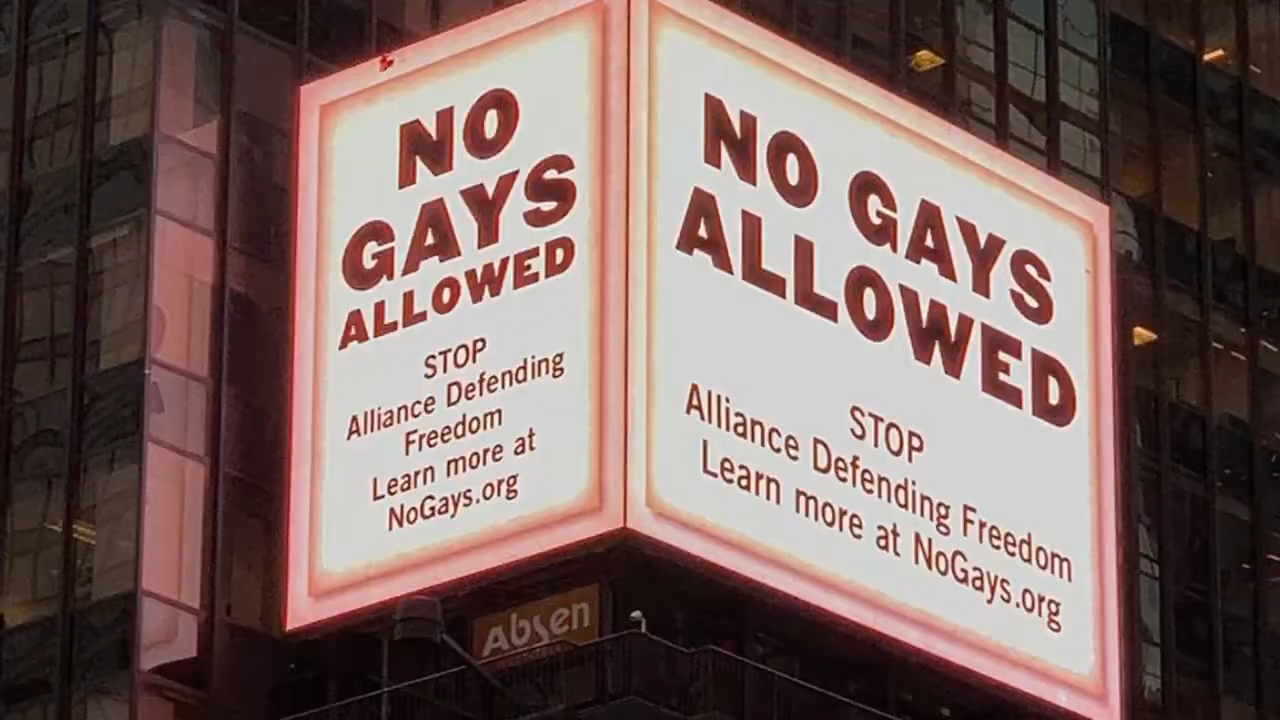 NO
GAYS
ALLOWED
STOP
Alliance Defending
Freedom
Learn more at
NoGays.org
NO GAYS
ALLOWED
STOP
Alliance Defending Freedom
Learn more at NoGays.org
Absen